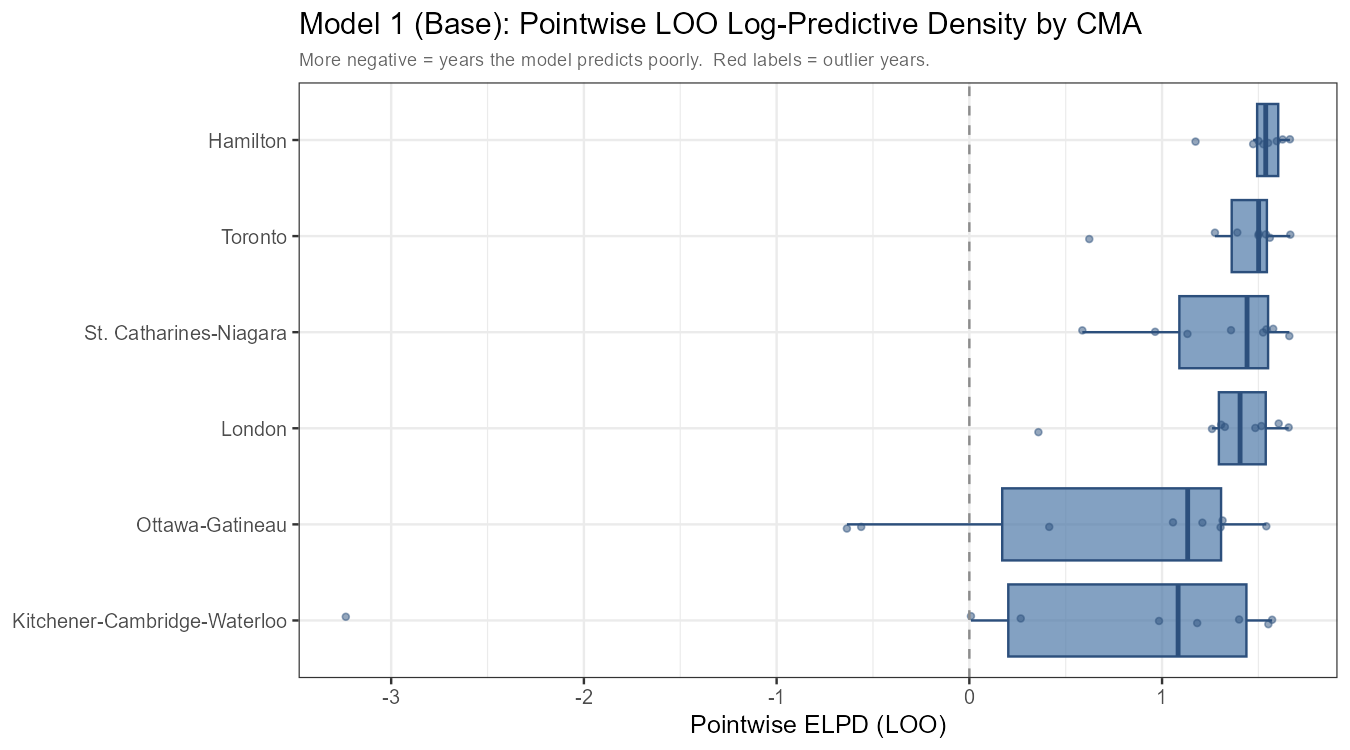 Model 1 (Base): Pointwise LOO Log-Predictive Density by CMA
More negative = years the model predicts poorly.  Red labels = outlier years.
Hamilton
Toronto
St. Catharines-Niagara
London
Ottawa-Gatineau
Kitchener-Cambridge-Waterloo
-3 -2 -1 0 1
Pointwise ELPD (LOO)